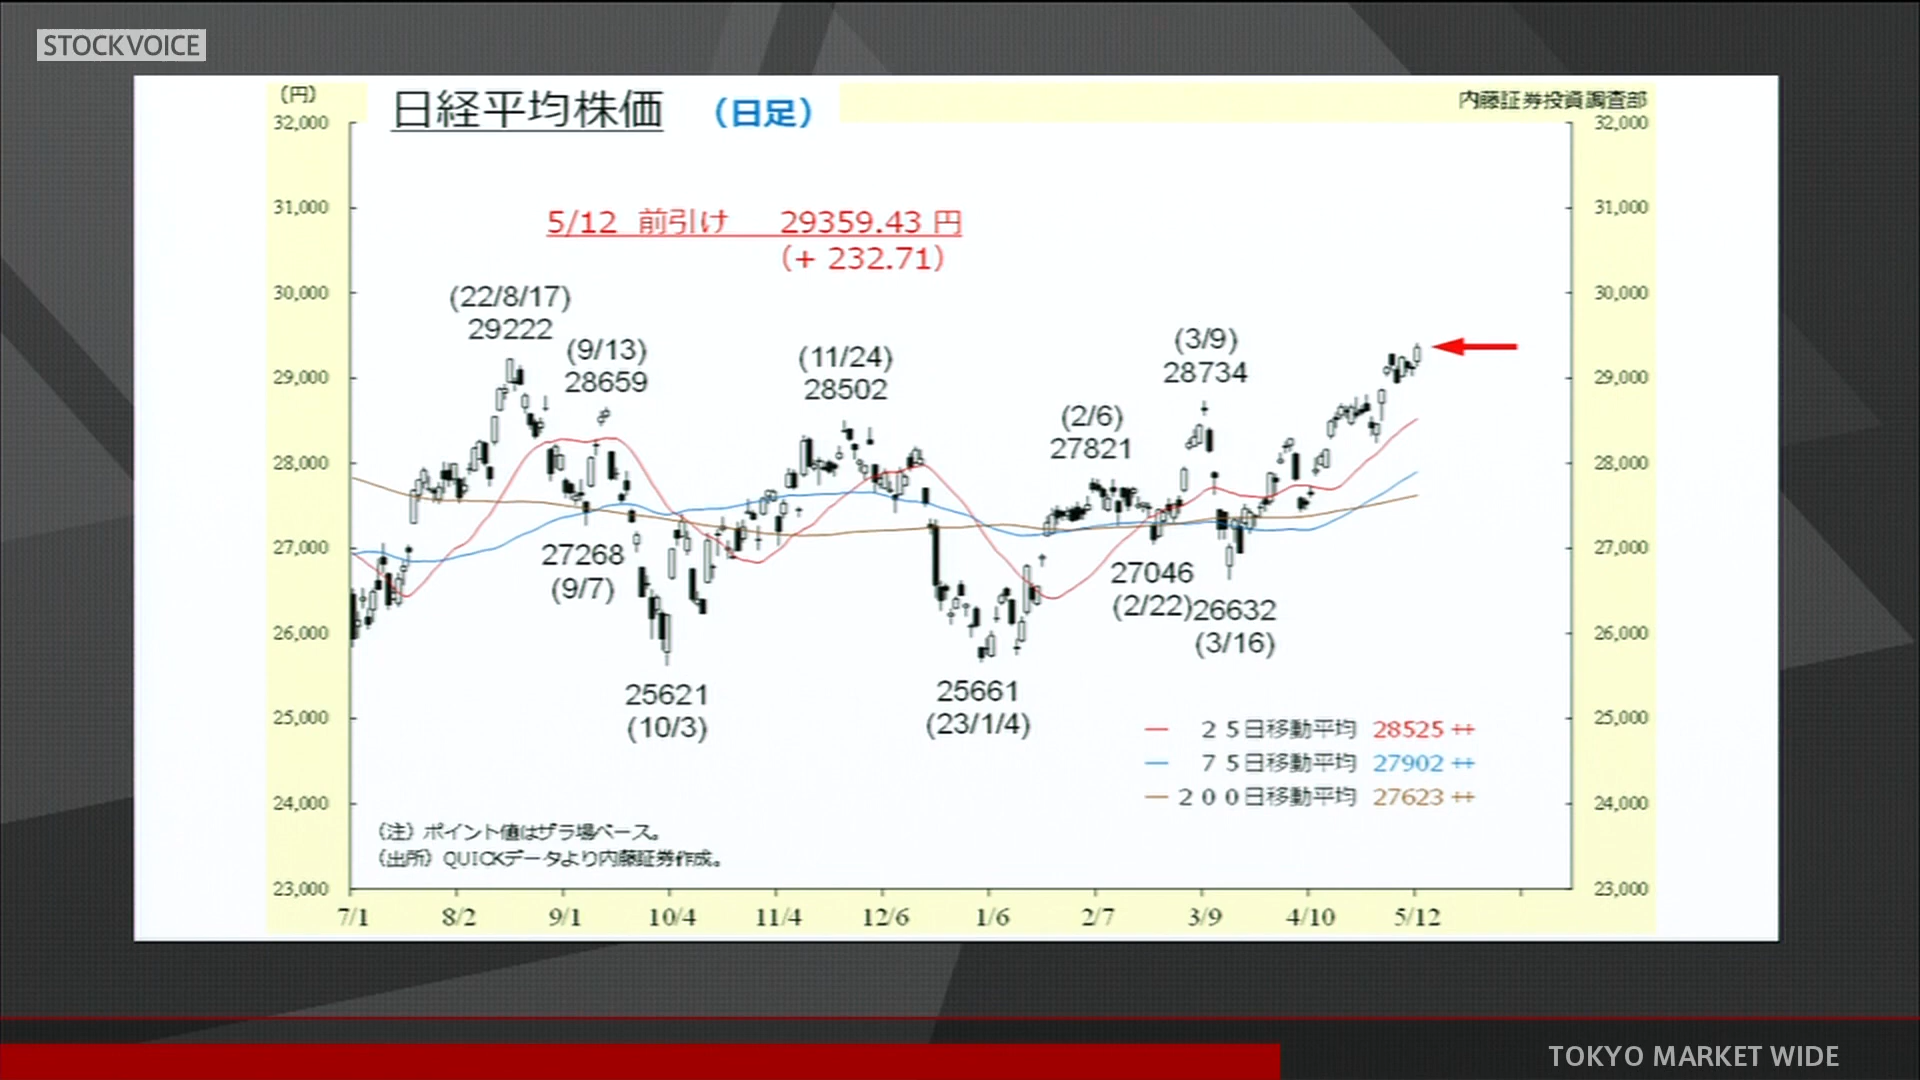 STOCKVOICE
(円)
日経平均株価 （日足）
内藤証券投資調査部
32,000 32,000
5/12 前引け 29359.43 円
(+ 232.71)
31,000 31,000
30,000 30,000
(22/8/17)
29222
(9/13)
28659
(11/24)
28502
(2/6)
27821
(3/9)
28734
29,000 29,000
28,000 28,000
27,000 27,000
27268
(9/7)
27046
(2/22)
26632
(3/16)
26,000 26,000
25621
(10/3)
25661
(23/1/4)
25,000 25,000
２５日移動平均 28525 ++
７５日移動平均 27902 ++
２００日移動平均 27623 ++
24,000 24,000
（注）ポイント値はザラ場ベース。
（出所）QUICKデータより内藤証券作成。
23,000 23,000
7/1 8/2 9/1 10/4 11/4 12/6 1/6 2/7 3/9 4/10 5/12
TOKYO MARKET WIDE